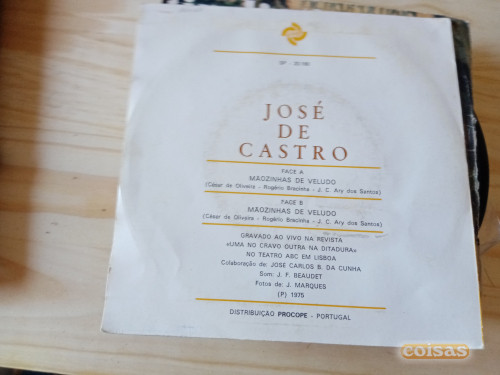 JOSÉ
DE
CASTRO
FACE A
MÃOZINHAS DE VELUDO
(César de Oliveira - Rogério Bracinha - J. C. Ary dos Santos)
FACE B
MÃOZINHAS DE VELUDO
(César de Oliveira - Rogério Bracinha - J. C. Ary dos Santos)
GRAVADO AO VIVO NA REVISTA
«UMA NO CRAVO OUTRA NA DITADURA»
NO TEATRO ABC EM LISBOA
Colaboração de: JOSÉ CARLOS B. DA CUNHA
Som: J. F. BEAUDET
Fotos de: J. MARQUES
(P) 1975
DISTRIBUIÇÃO PROCOPE - PORTUGAL
coisas